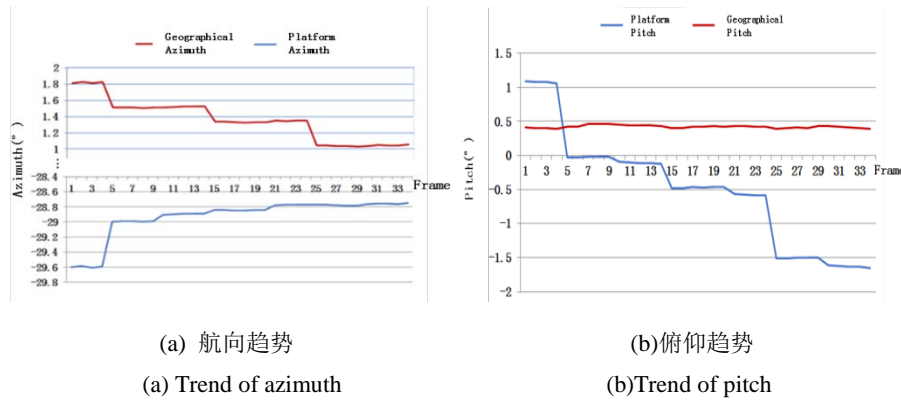 Geographical
Azimuth
Platform
Azimuth
2
1.8
1.6
1.4
1.2
1
⋮
-28.4
-28.6
-28.8
-29
-29.2
-29.4
-29.6
-29.8
Azimuth(°)
1 3 5 7 9 11 13 15 17 19 21 23 25 27 29 31 33 Frame
Platform
Pitch
Geographical
Pitch
1.5
1
0.5
0
-0.5
-1
-1.5
-2
Pitch(°)
1 3 5 7 9 11 13 15 17 19 21 23 25 27 29 31 33 Frame
(a) 航向趋势
(b)俯仰趋势
(a) Trend of azimuth
(b)Trend of pitch